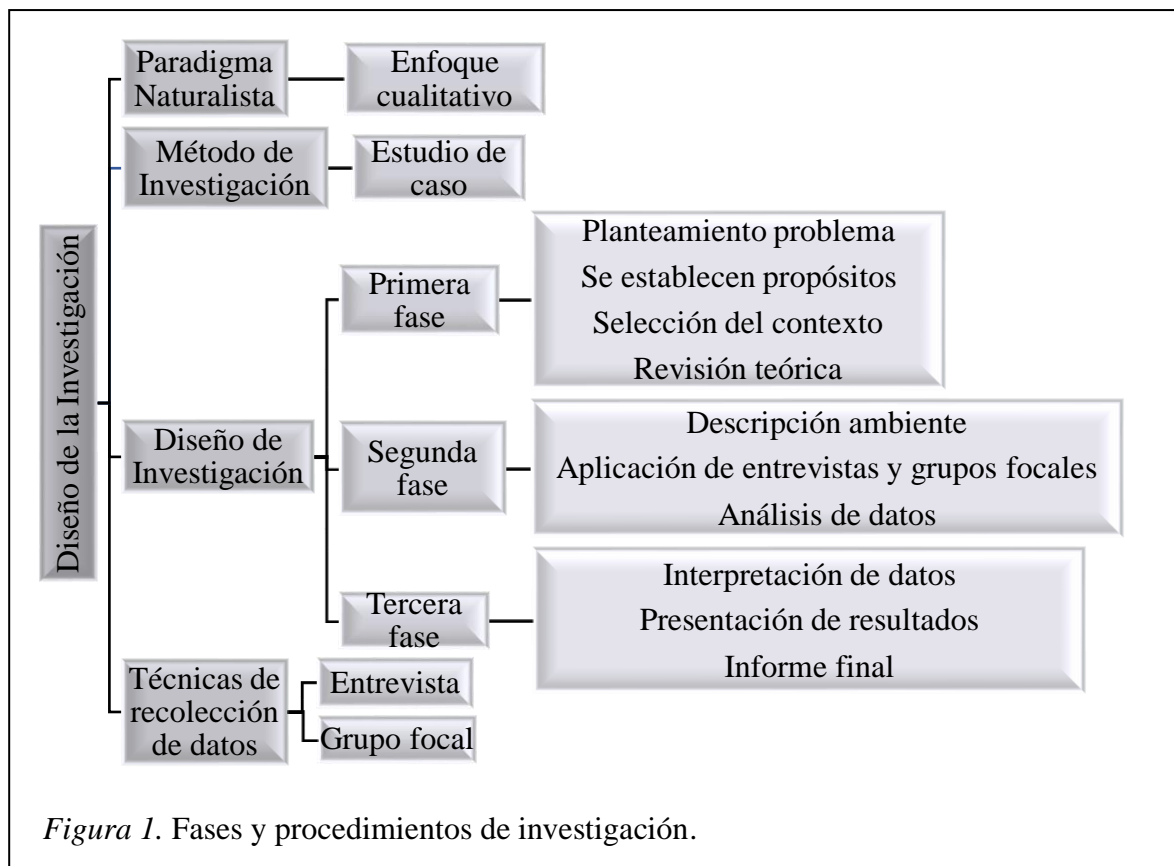 Diseño de la Investigación
Paradigma
Naturalista
Enfoque
cualitativo
Método de
Investigación
Estudio de
caso
Diseño de
Investigación
Primera
fase
Planteamiento problema
Se establecen propósitos
Selección del contexto
Revisión teórica
Segunda
fase
Descripción ambiente
Aplicación de entrevistas y grupos focales
Análisis de datos
Tercera
fase
Interpretación de datos
Presentación de resultados
Informe final
Técnicas de
recolección
de datos
Entrevista
Grupo focal
Figura 1. Fases y procedimientos de investigación.